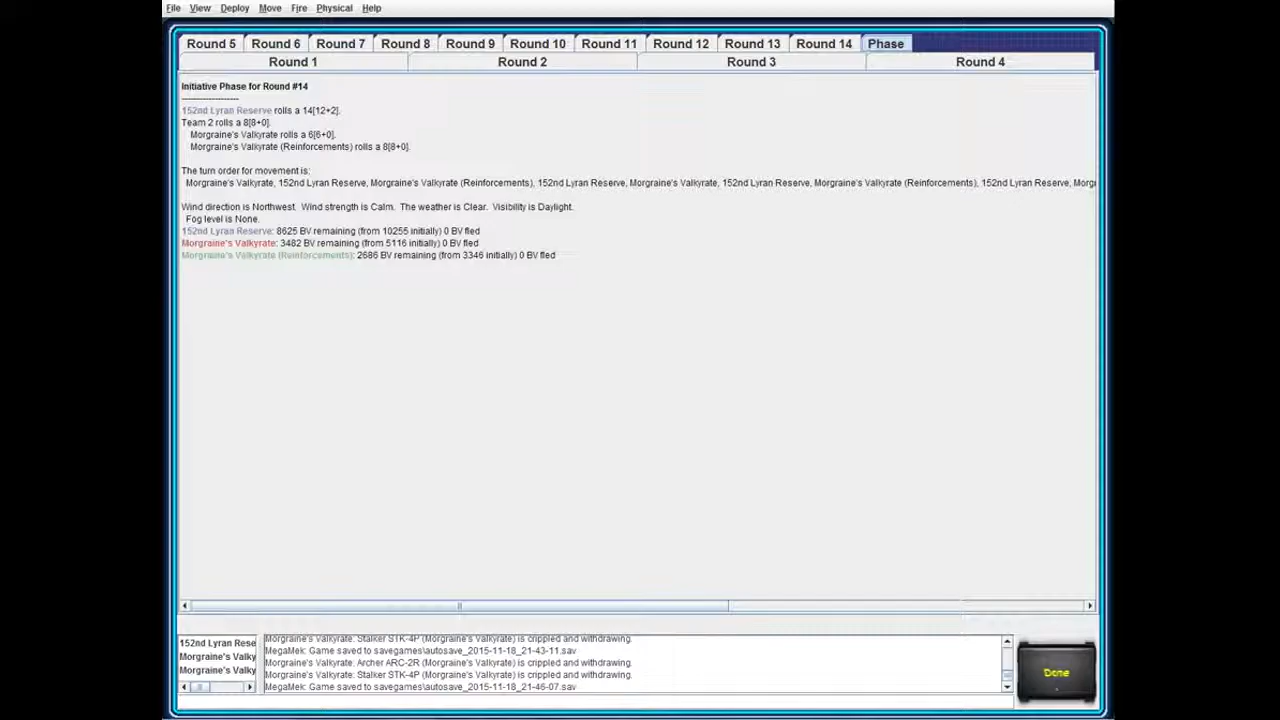 File View Deploy Move Fire Physical Help
Round 5 Round 6 Round 7 Round 8 Round 9 Round 10 Round 11 Round 12 Round 13 Round 14 Phase
Round 1 Round 2 Round 3 Round 4
Initiative Phase for Round #14
-------------------
152nd Lyran Reserve rolls a 14[12+2].
Team 2 rolls a 8[8+0].
Morgraine's Valkyrate rolls a 6[6+0].
Morgraine's Valkyrate (Reinforcements) rolls a 8[8+0].
The turn order for movement is:
Morgraine's Valkyrate, 152nd Lyran Reserve, Morgraine's Valkyrate (Reinforcements), 152nd Lyran Reserve, Morgraine's Valkyrate, 152nd Lyran Reserve, Morgraine's Valkyrate (Reinforcements), 152nd Lyran Reserve, Morg
Wind direction is Northwest. Wind strength is Calm. The weather is Clear. Visibility is Daylight.
Fog level is None.
152nd Lyran Reserve: 8625 BV remaining (from 10255 initially) 0 BV fled
Morgraine's Valkyrate: 3482 BV remaining (from 5116 initially) 0 BV fled
Morgraine's Valkyrate (Reinforcements): 2686 BV remaining (from 3346 initially) 0 BV fled
152nd Lyran Rese
Morgraine's Valky
Morgraine's Valky
Morgraine's Valkyrate: Stalker STK-4P (Morgraine's Valkyrate) is crippled and withdrawing.
MegaMek: Game saved to savegames\autosave_2015-11-18_21-43-11.sav
Morgraine's Valkyrate: Archer ARC-2R (Morgraine's Valkyrate) is crippled and withdrawing.
Morgraine's Valkyrate: Stalker STK-4P (Morgraine's Valkyrate) is crippled and withdrawing.
MegaMek: Game saved to savegames\autosave_2015-11-18_21-46-07.sav
Done